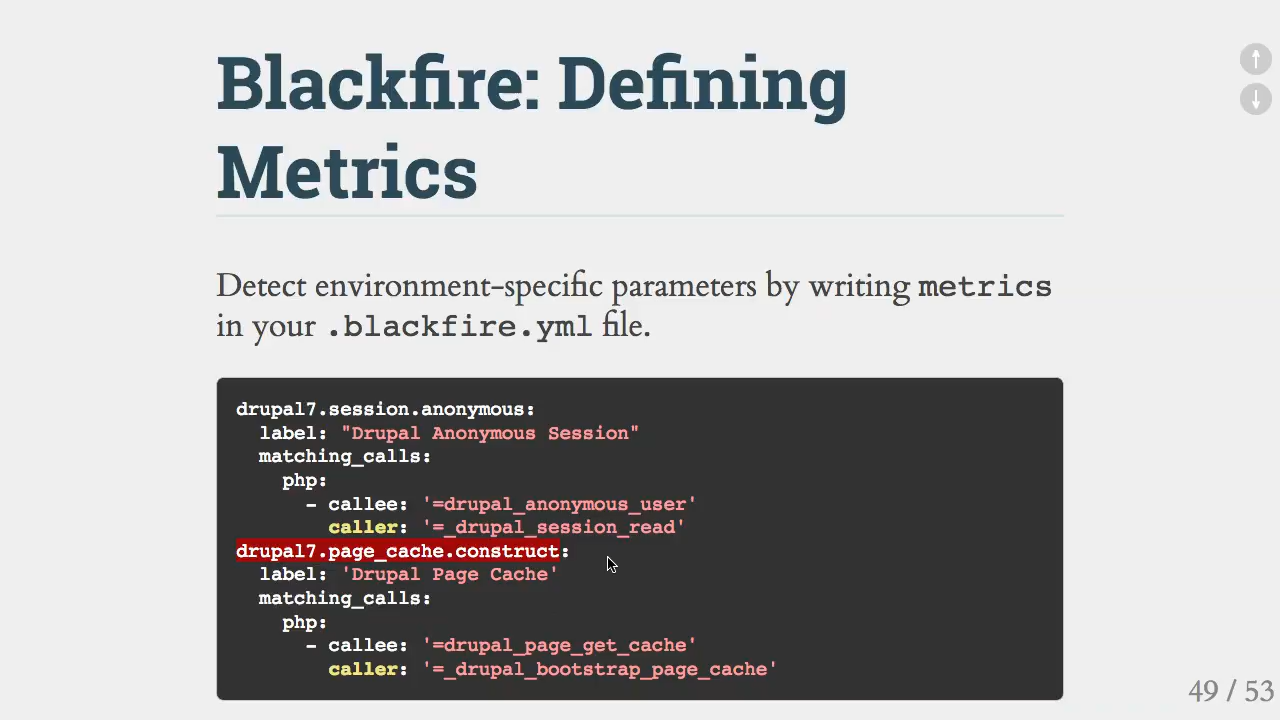 Blackfire: Defining
Metrics
Detect environment-specific parameters by writing metrics
in your .blackfire.yml file.
drupal7.session.anonymous:
  label: "Drupal Anonymous Session"
  matching_calls:
    php:
      - callee: '=drupal_anonymous_user'
        caller: '=_drupal_session_read'
drupal7.page_cache.construct:
  label: 'Drupal Page Cache'
  matching_calls:
    php:
      - callee: '=drupal_page_get_cache'
        caller: '=_drupal_bootstrap_page_cache'
49 / 53